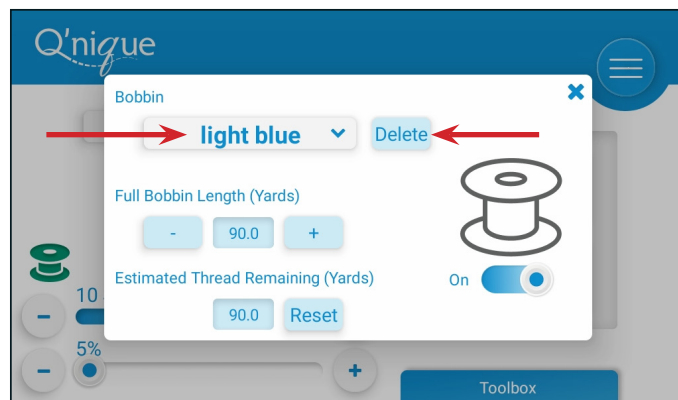 Q'nique
Bobbin
light blue
Delete
Full Bobbin Length (Yards)
- 90.0 +
Estimated Thread Remaining (Yards)
On
90.0 Reset
10
5%
Toolbox